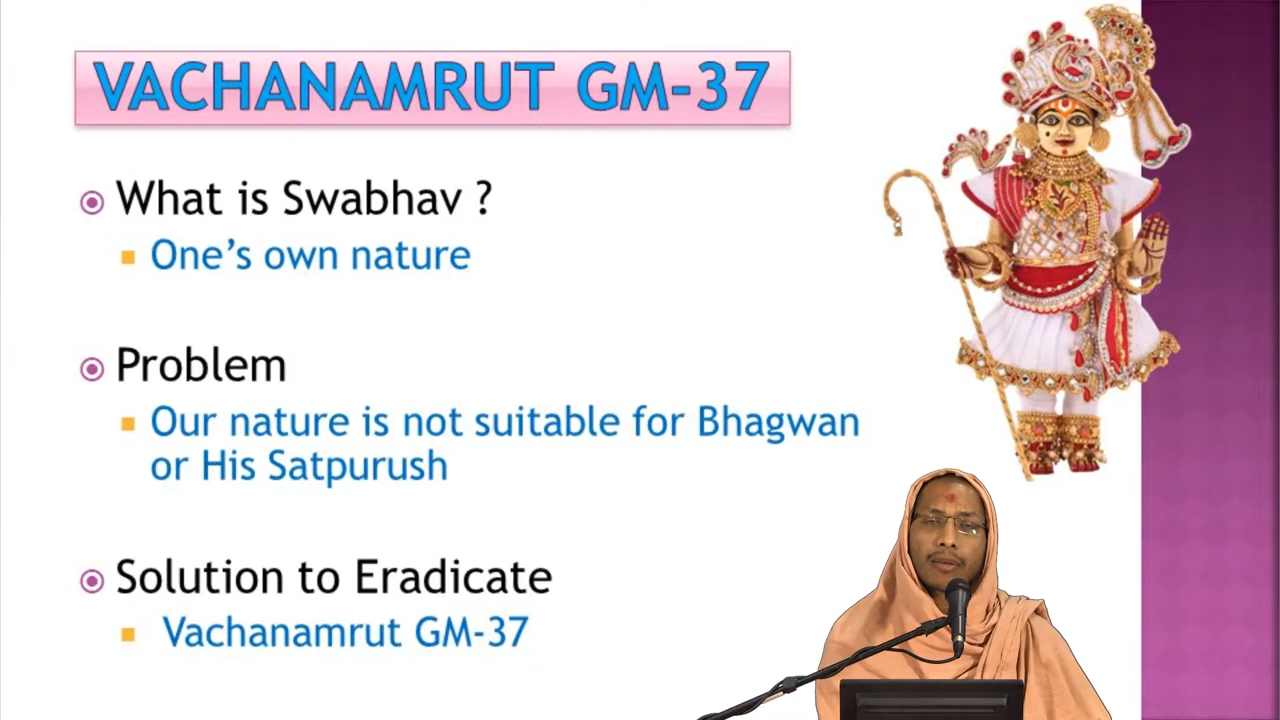 VACHANAMRUT GM-37
What is Swabhav ?
One’s own nature
Problem
Our nature is not suitable for Bhagwan
or His Satpurush
Solution to Eradicate
Vachanamrut GM-37